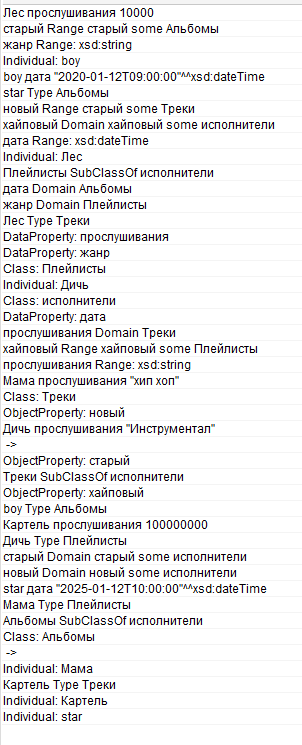 Лес прослушивания 10000
старый Range старый some Альбомы
жанр Range: xsd:string
Individual: boy
boy дата "2020-01-12T09:00:00"^^xsd:dateTime
star Type Альбомы
новый Range старый some Треки
хайповый Domain хайповый some исполнители
дата Range: xsd:dateTime
Individual: Лес
Плейлисты SubClassOf исполнители
дата Domain Альбомы
жанр Domain Плейлисты
Лес Type Треки
DataProperty: прослушивания
DataProperty: жанр
Class: Плейлисты
Individual: Дичь
Class: исполнители
DataProperty: дата
прослушивания Domain Треки
хайповый Range хайповый some Плейлисты
прослушивания Range: xsd:string
Мама прослушивания "хип хоп"
Class: Треки
ObjectProperty: новый
Дичь прослушивания "Инструментал"
->
ObjectProperty: старый
Треки SubClassOf исполнители
ObjectProperty: хайповый
boy Type Альбомы
Картель прослушивания 100000000
Дичь Type Плейлисты
старый Domain старый some исполнители
новый Domain новый some исполнители
star дата "2025-01-12T10:00:00"^^xsd:dateTime
Мама Type Плейлисты
Альбомы SubClassOf исполнители
Class: Альбомы
->
Individual: Мама
Картель Type Треки
Individual: Картель
Individual: star